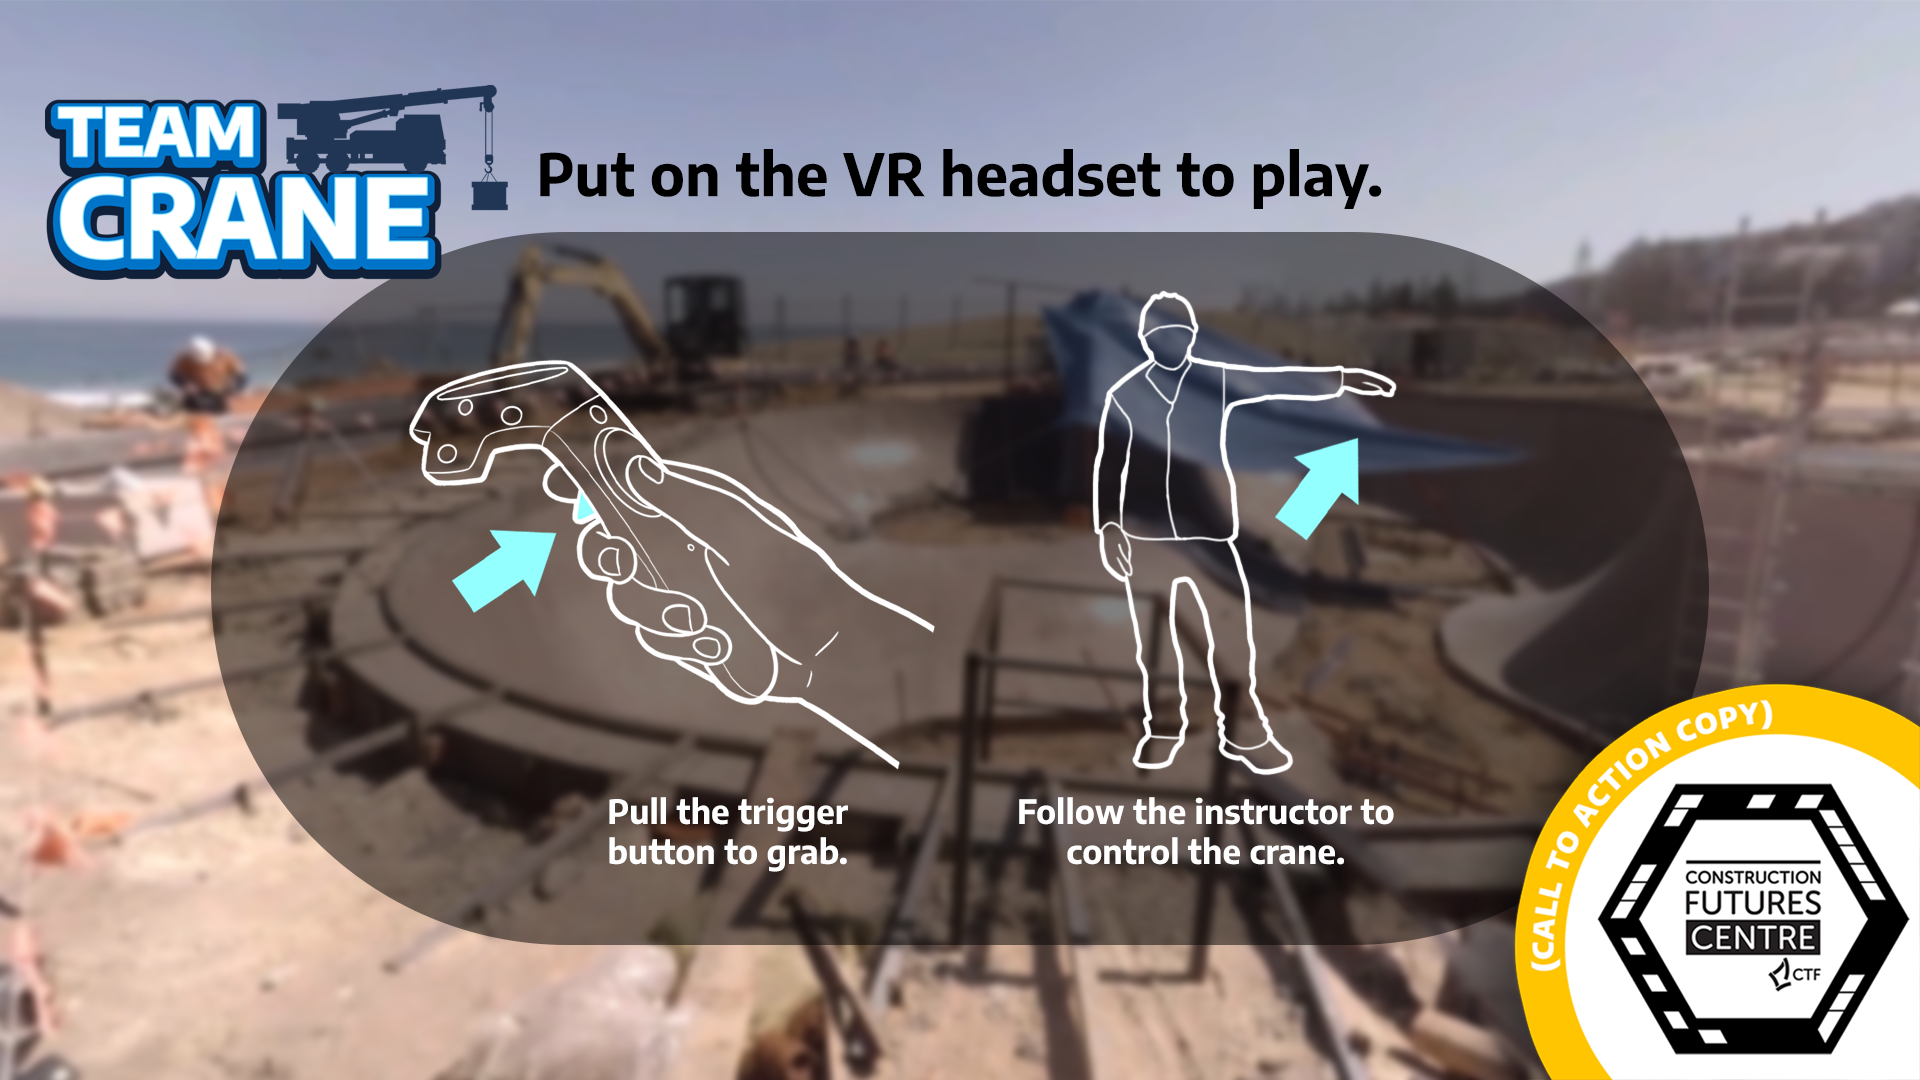 TEAM
CRANE
Put on the VR headset to play.
Pull the trigger
button to grab.
Follow the instructor to
control the crane.
(CALL TO ACTION COPY)
CONSTRUCTION
FUTURES
CENTRE
CTF